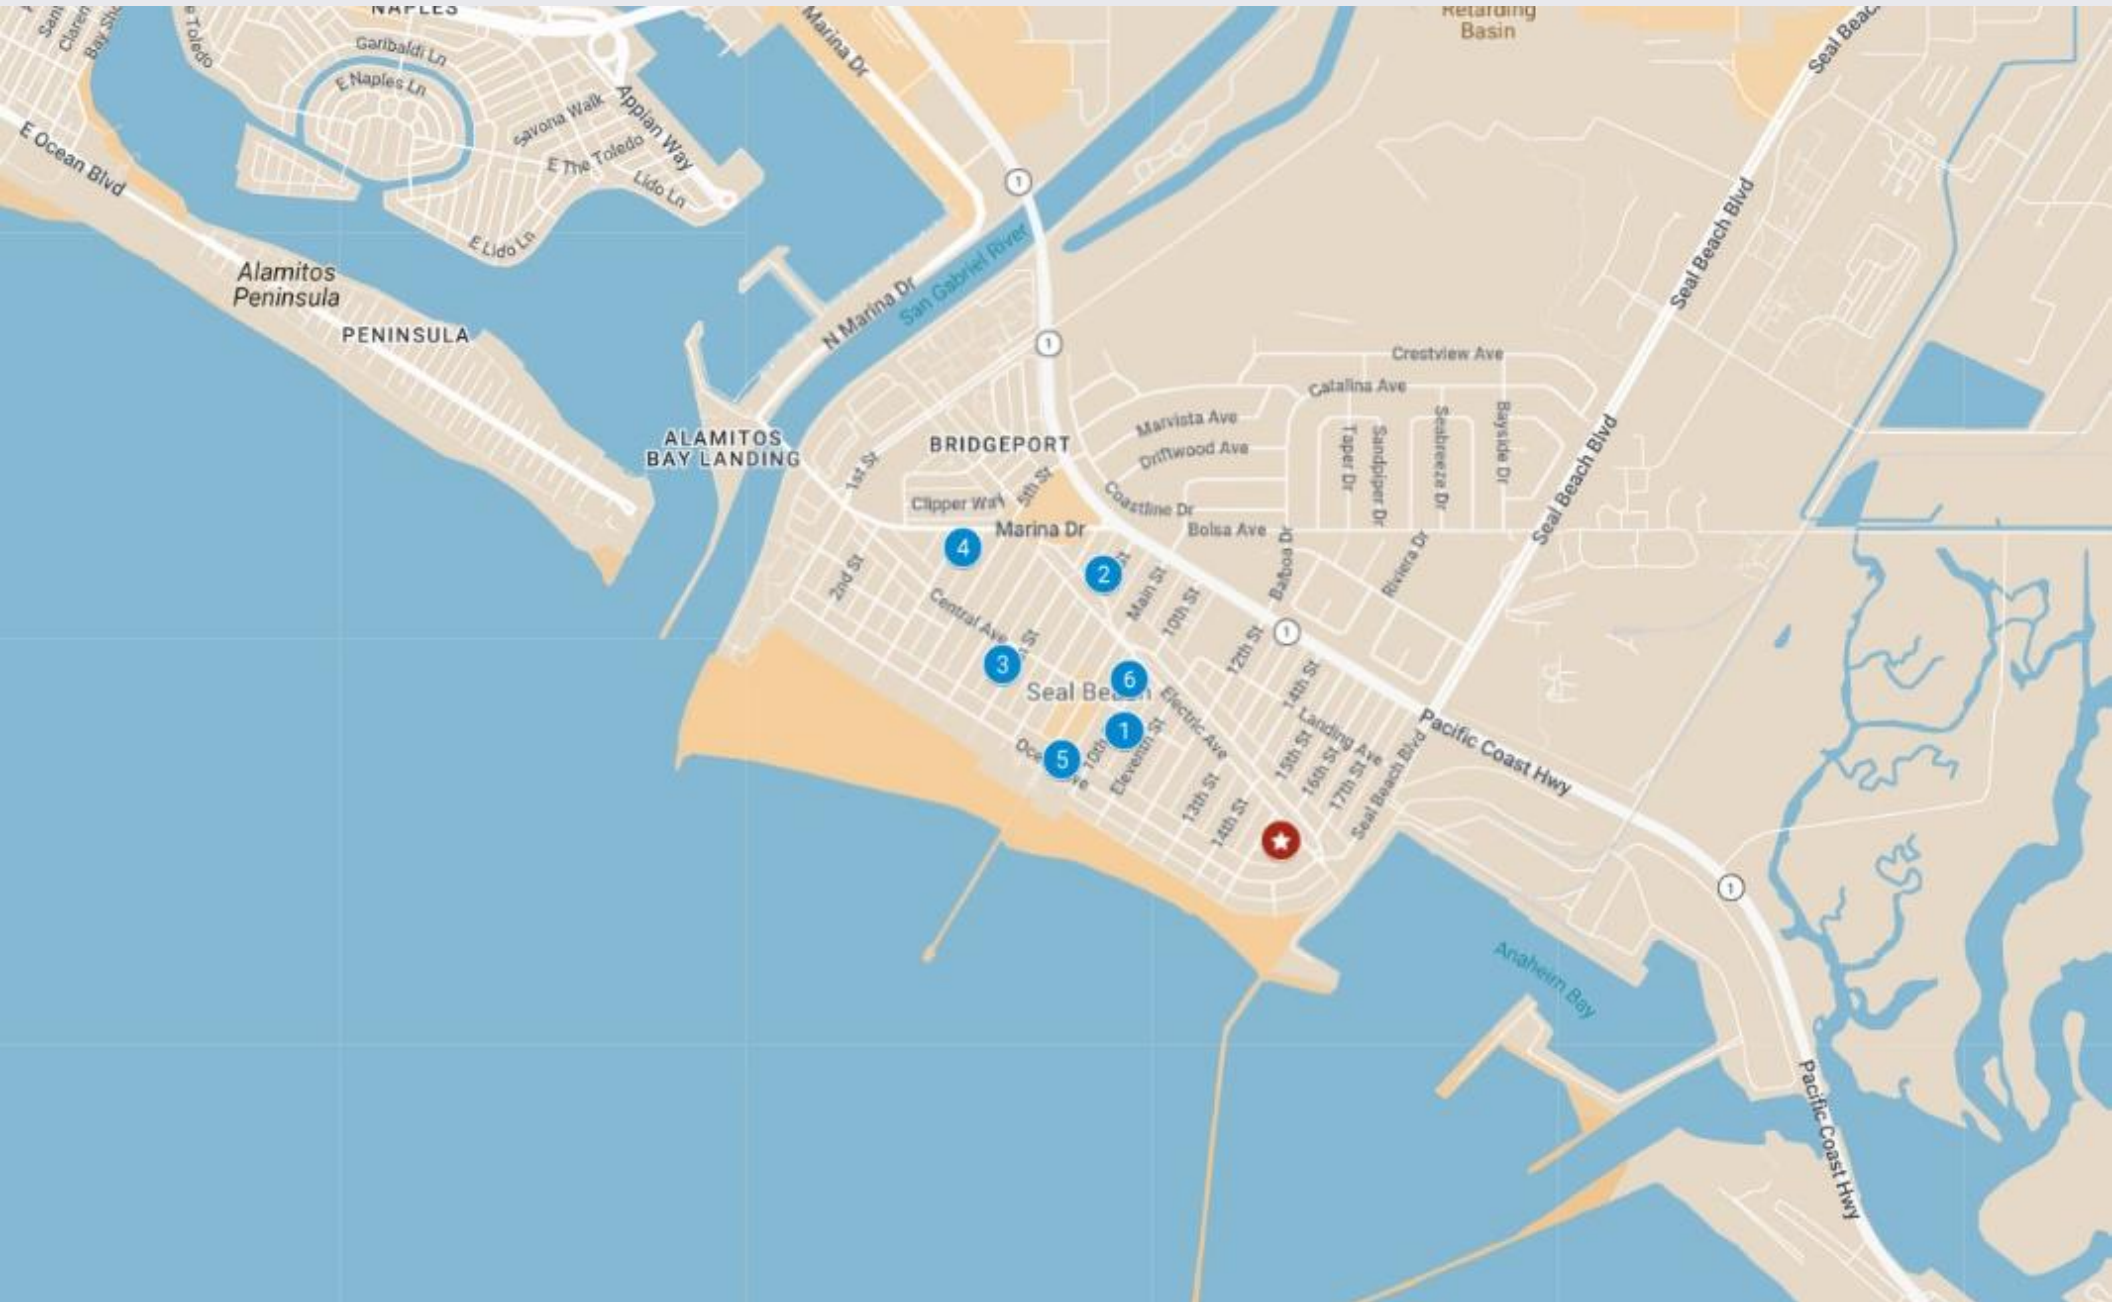 NAPLES
Garibaldi Ln
E Naples Ln
Savona Walk
Appian Way
E The Toledo
Lido Ln
E Lido Ln
E Ocean Blvd
Alamitos
Peninsula
PENINSULA
Marina Dr
1
Retarding
Basin
Seal Beach Blvd
N Marina Dr
San Gabriel River
1
Crestview Ave
Catalina Ave
Marvista Ave
Driftwood Ave
Taper Dr
Sandpiper Dr
Seabreeze Dr
Bayside Dr
Seal Beach Blvd
ALAMITOS
BAY LANDING
BRIDGEPORT
1st St
5th St
Clipper Way
Coastline Dr
Marina Dr
Bolsa Ave
Balboa Dr
Riviera Dr
4
2
St
2nd St
Central Ave
Main St
10th St
1
12th St
14th St
3
St
6
Seal Beach
Electric Ave
Landing Ave
1
10th
Eleventh St
5
13th St
14th St
15th St
16th St
17th St
Seal Beach Blvd
Pacific Coast Hwy
1
Anaheim Bay
Pacific Coast Hwy